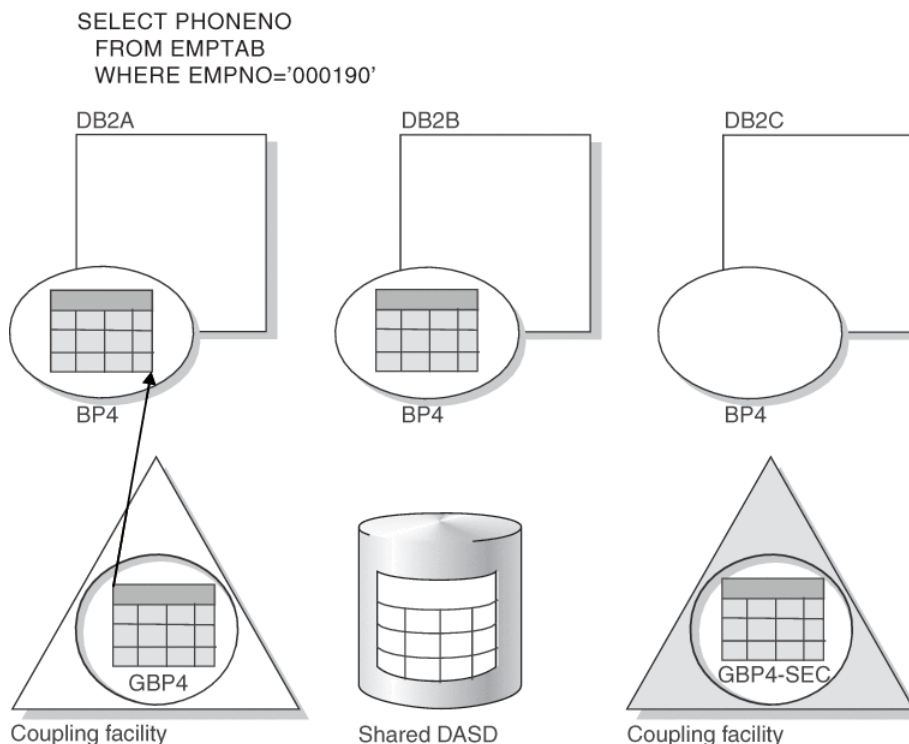 SELECT PHONENO
FROM EMPTAB
WHERE EMPNO='000190'
DB2A
DB2B
DB2C
BP4
BP4
BP4
GBP4
GBP4-SEC
Coupling facility
Shared DASD
Coupling facility